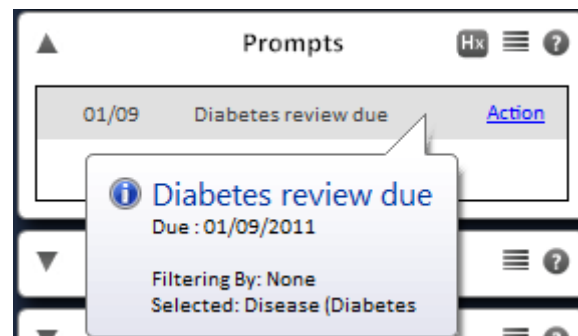 Prompts Hx ?
01/09 Diabetes review due Action
Diabetes review due
Due : 01/09/2011
Filtering By: None
Selected: Disease (Diabetes
?
?